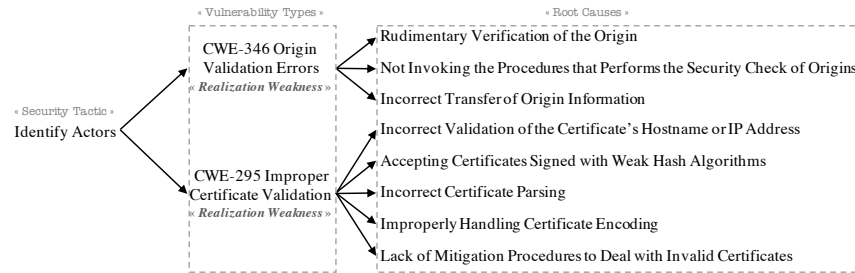 « Vulnerability Types »
« Root Causes »
CWE-346 Origin
Validation Errors
« Realization Weakness »
Rudimentary Verification of the Origin
Not Invoking the Procedures that Performs the Security Check of Origins
Incorrect Transfer of Origin Information
« Security Tactic »
Identify Actors
CWE-295 Improper
Certificate Validation
« Realization Weakness »
Incorrect Validation of the Certificate's Hostname or IP Address
Accepting Certificates Signed with Weak Hash Algorithms
Incorrect Certificate Parsing
Improperly Handling Certificate Encoding
Lack of Mitigation Procedures to Deal with Invalid Certificates